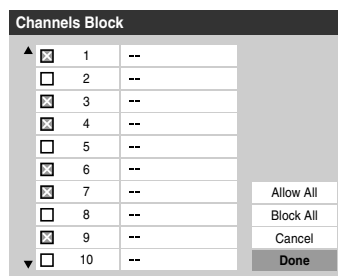 Channels Block
1 --
2 --
3 --
4 --
5 --
6 --
7 --
8 --
9 --
10 --
Allow All
Block All
Cancel
Done